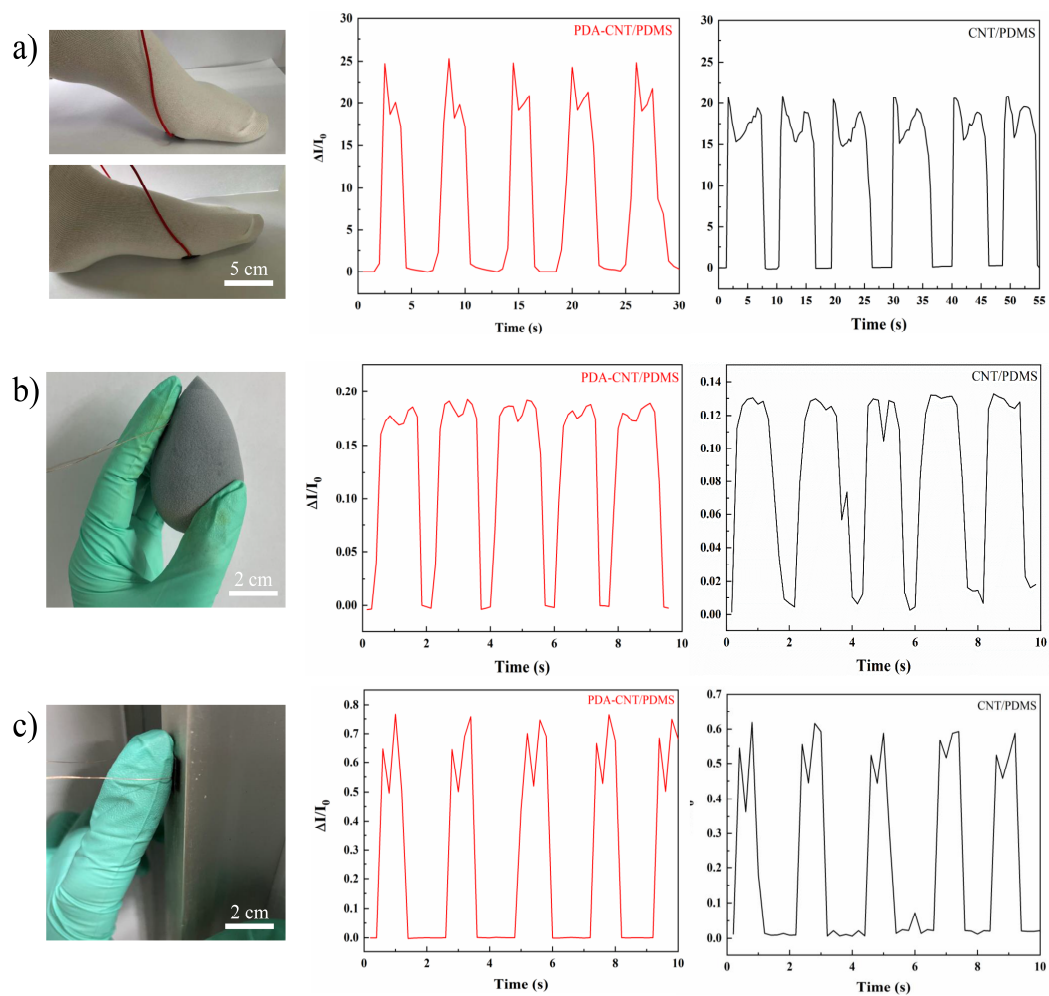 a)
5 cm
PDA-CNT/PDMS
ΔI/I0
30
25
20
15
10
5
0
0 5 10 15 20 25 30
Time (s)
CNT/PDMS
30
25
20
15
10
5
0
0 5 10 15 20 25 30 35 40 45 50 55
Time (s)
b)
2 cm
PDA-CNT/PDMS
ΔI/I0
0.20
0.15
0.10
0.05
0.00
0 2 4 6 8 10
Time (s)
CNT/PDMS
0.14
0.12
0.10
0.08
0.06
0.04
0.02
0.00
0 2 4 6 8 10
Time (s)
c)
2 cm
PDA-CNT/PDMS
ΔI/I0
0.8
0.7
0.6
0.5
0.4
0.3
0.2
0.1
0.0
0 2 4 6 8 10
Time (s)
CNT/PDMS
0.7
0.6
0.5
0.4
0.3
0.2
0.1
0.0
0 2 4 6 8 10
Time (s)